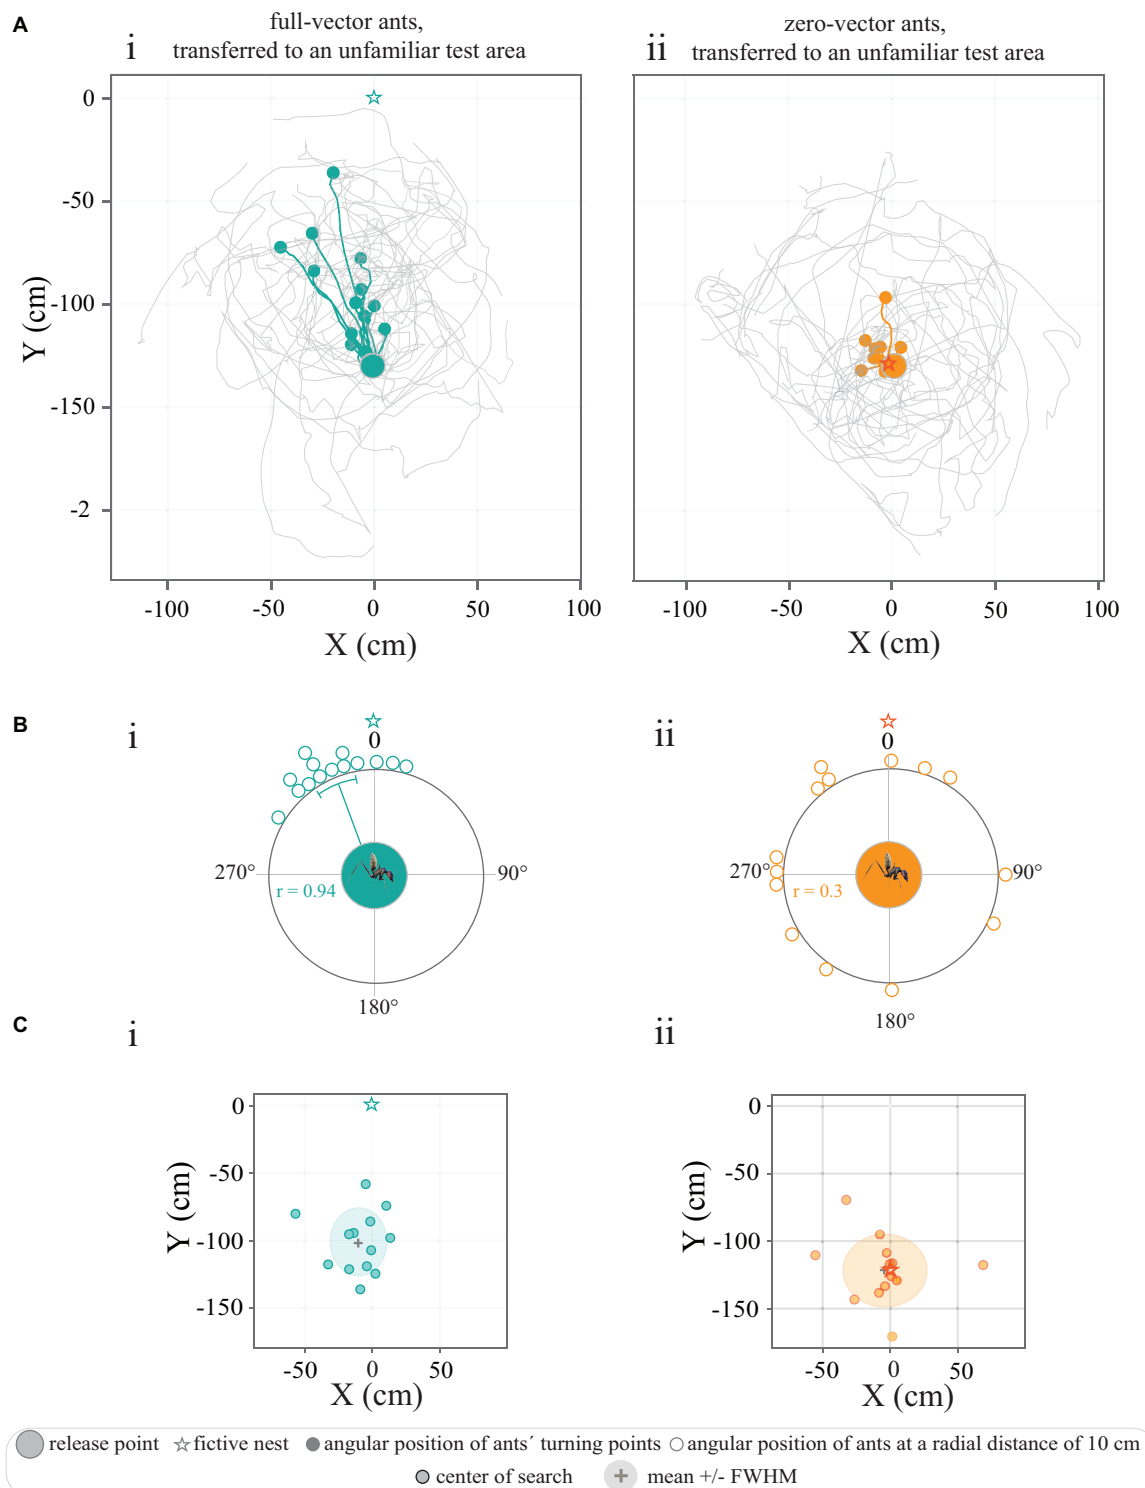 A
i
full-vector ants,
transferred to an unfamiliar test area
ii
zero-vector ants,
transferred to an unfamiliar test area
0
-50
-100
-150
-2
Y (cm)
-100 -50 0 50 100
X (cm)
-100 -50 0 50 100
X (cm)
B
i
0
270°
90°
r = 0.94
180°
ii
0
270°
90°
r = 0.3
180°
C
i
0
-50
-100
-150
Y (cm)
-50 0 50
X (cm)
ii
0
-50
-100
-150
Y (cm)
-50 0 50
X (cm)
release point fictive nest angular position of ants´ turning points angular position of ants at a radial distance of 10 cm
center of search mean +/- FWHM